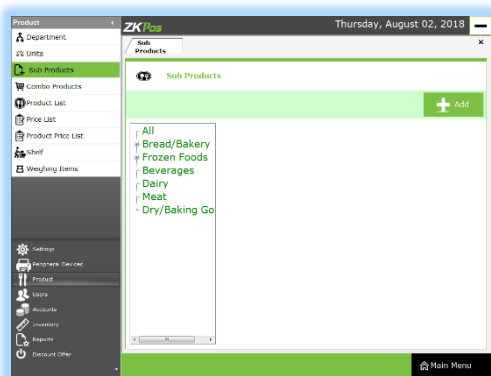 Product
Department
Units
Sub Products
Combo Products
Product List
Price List
Product Price List
Shelf
Weighing Items
Settings
Peripheral Devices
Product
Users
Accounts
Inventory
Reports
Discount Offer
ZKPos
Thursday, August 02, 2018
Sub
Products
Sub Products
Add
All
Bread/Bakery
Frozen Foods
Beverages
Dairy
Meat
Dry/Baking Go
Main Menu